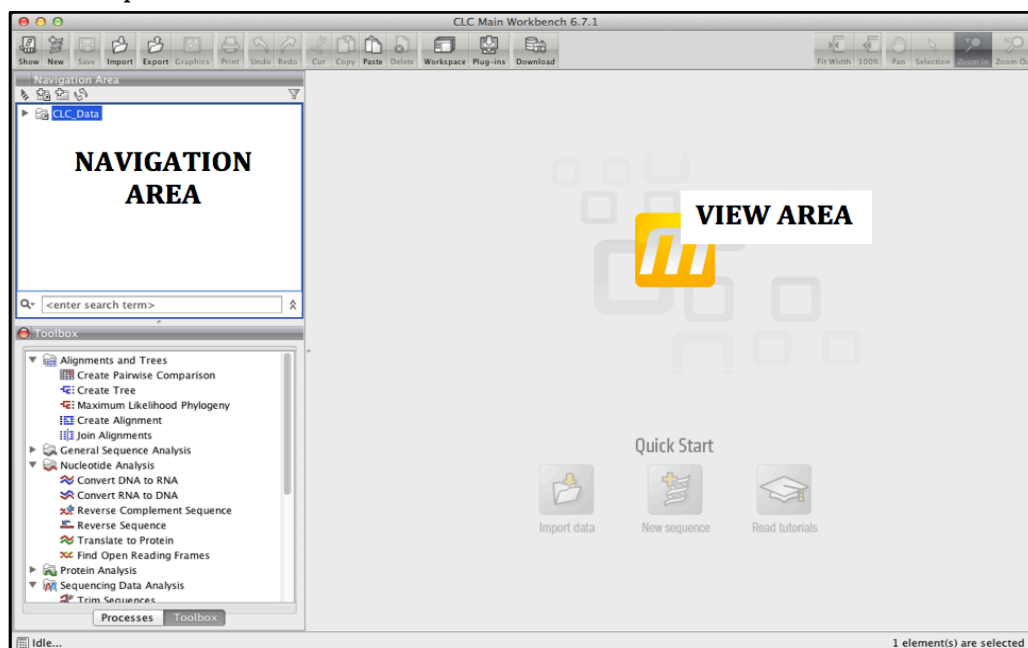 CLC Main Workbench 6.7.1
Show New Save Import Export Graphics Print Undo Redo Cut Copy Paste Delete Workspace Plug-ins Download Fit Width 100% Pan Selection Zoom In Zoom Ou
Navigation Area
CLC_Data
NAVIGATION
AREA
VIEW AREA
<enter search term>
Toolbox
Alignments and Trees
Create Pairwise Comparison
Create Tree
Maximum Likelihood Phylogeny
Create Alignment
Join Alignments
General Sequence Analysis
Nucleotide Analysis
Convert DNA to RNA
Convert RNA to DNA
Reverse Complement Sequence
Reverse Sequence
Translate to Protein
Find Open Reading Frames
Protein Analysis
Sequencing Data Analysis
Trim Sequences
Processes Toolbox
Quick Start
Import data New sequence Read tutorials
Idle... 1 element(s) are selected